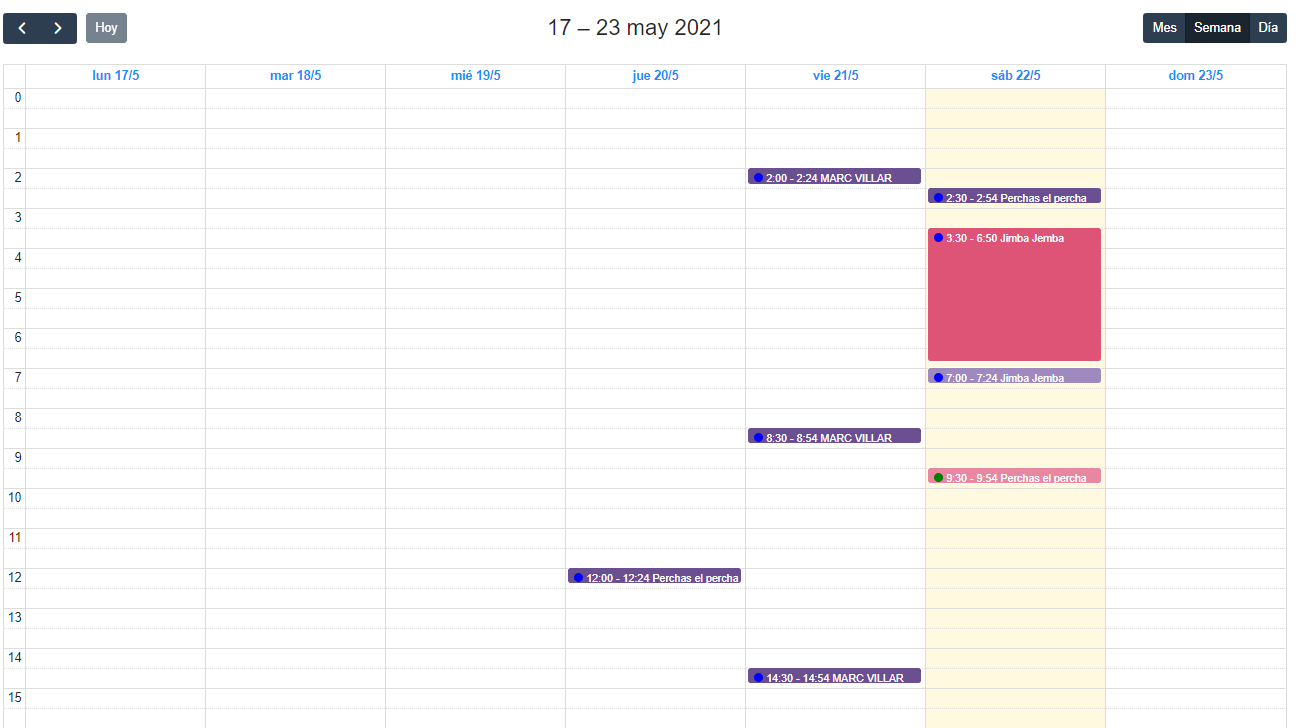 Hoy
17 – 23 may 2021
Mes Semana Día
lun 17/5 mar 18/5 mié 19/5 jue 20/5 vie 21/5 sáb 22/5 dom 23/5
0
1
2
2:00 - 2:24 MARC VILLAR
2:30 - 2:54 Perchas el percha
3
3:30 - 6:50 Jimba Jemba
4
5
6
7
7:00 - 7:24 Jimba Jemba
8
8:30 - 8:54 MARC VILLAR
9
9:30 - 9:54 Perchas el percha
10
11
12
12:00 - 12:24 Perchas el percha
13
14
14:30 - 14:54 MARC VILLAR
15